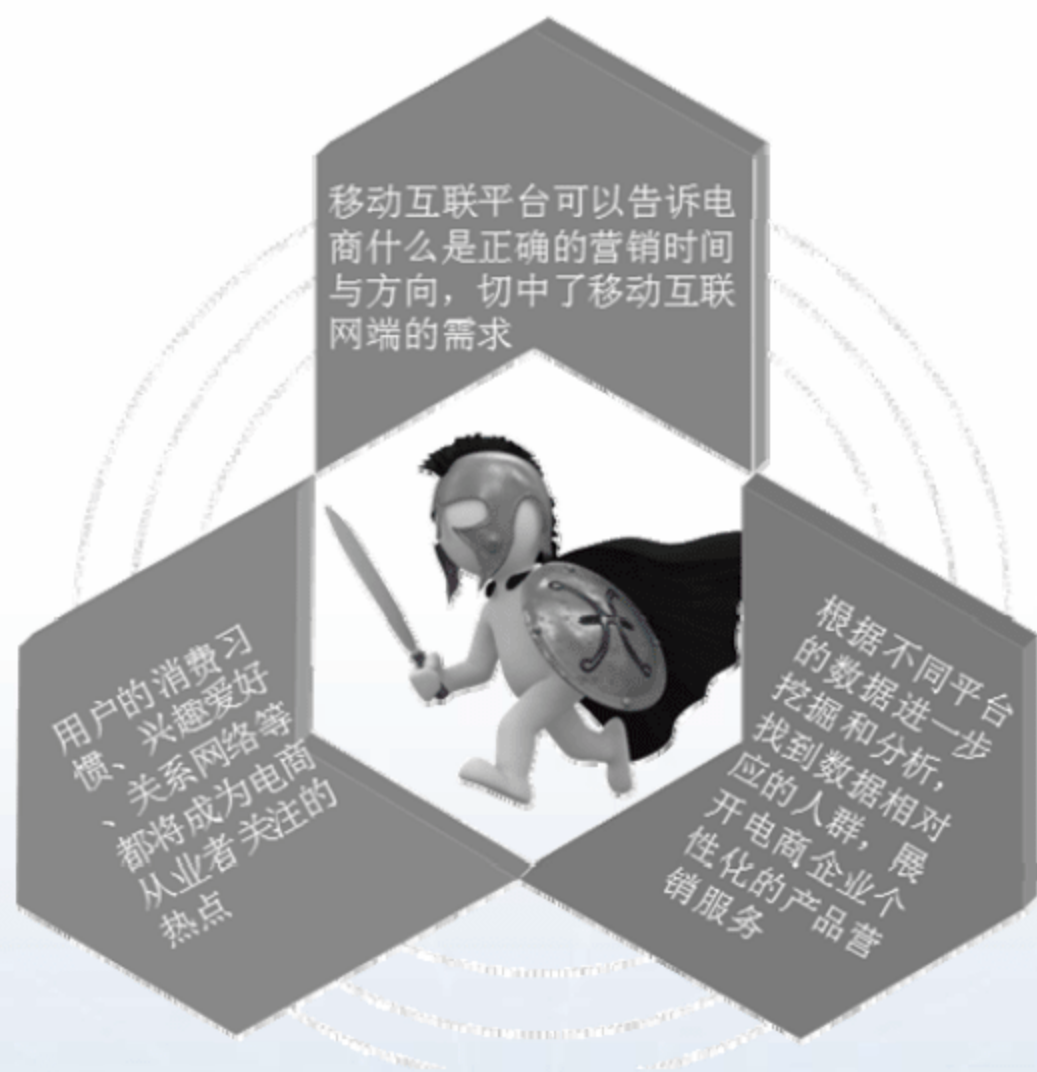 移动互联平台可以告诉电
商什么是正确的营销时间
与方向，切中了移动互联
网端的需求
用户的消费习
惯、兴趣爱好
、关系网络等
都将成为电商
从业者关注的
热点
根据不同平台
的数据进一步
挖掘和分析，
找到数据相对
应的人群，展
开电商企业个
性化的产品营
销服务